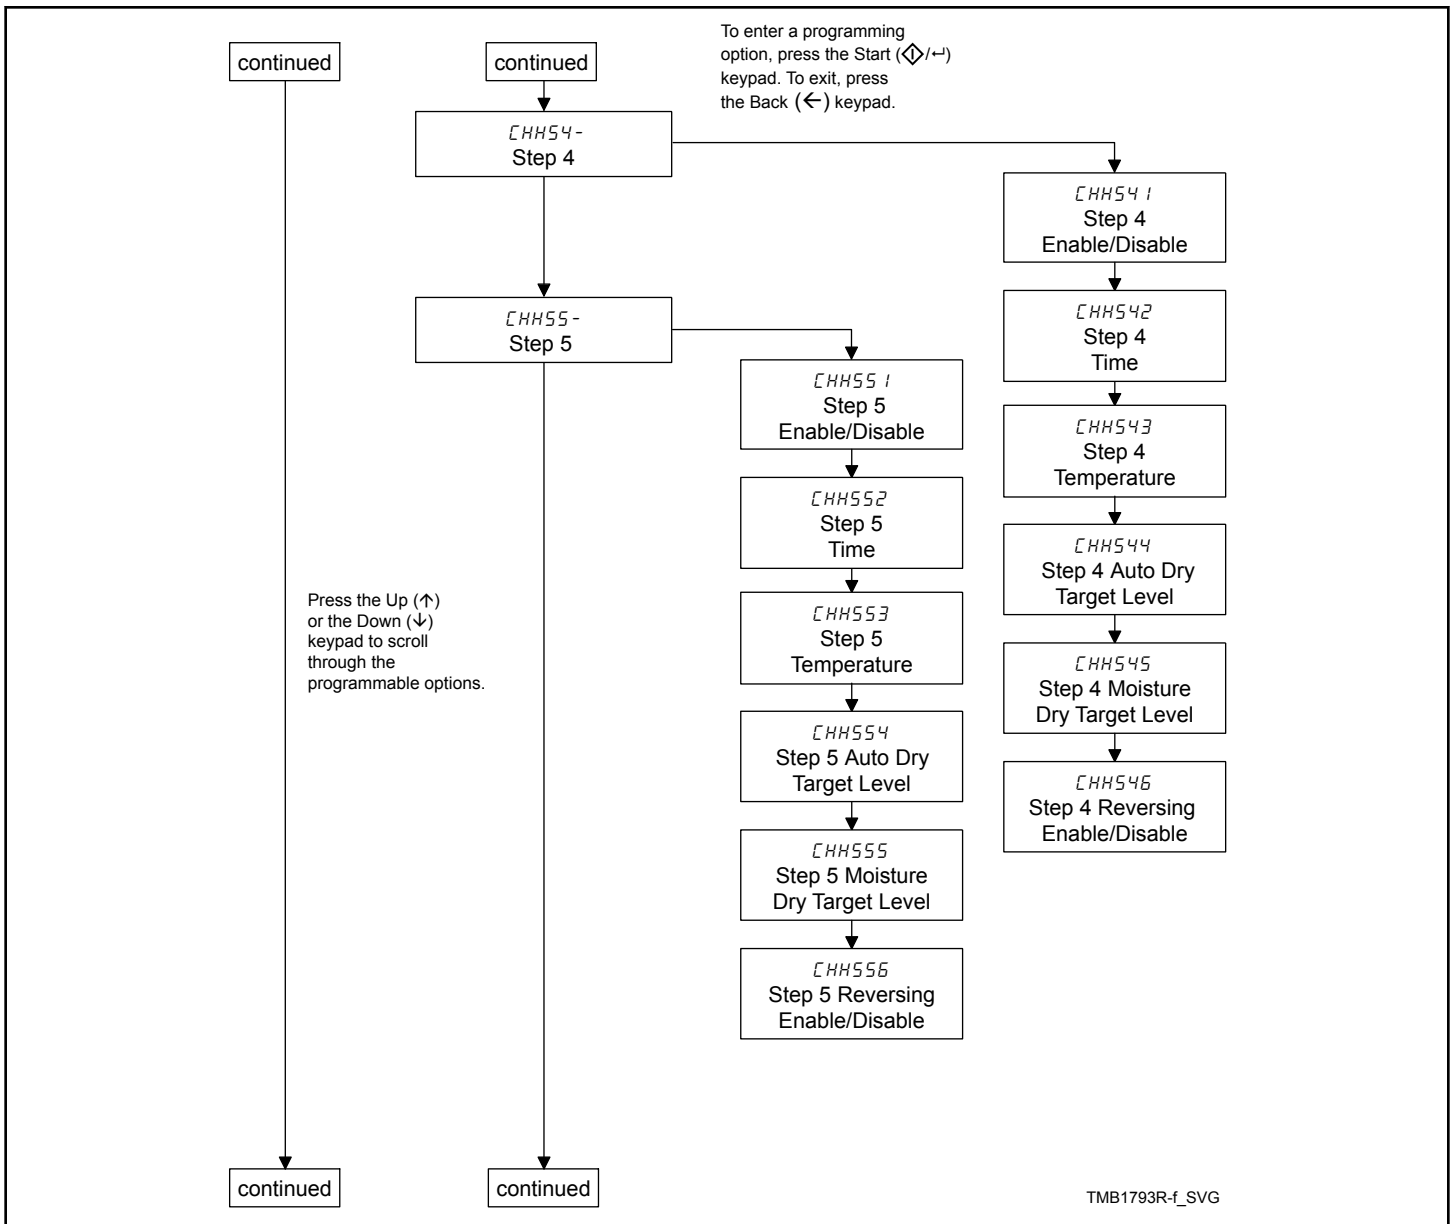 continued
continued
To enter a programming
option, press the Start (/↵)
keypad. To exit, press
the Back (←) keypad.
CHHS4-
Step 4
CHHS41
Step 4
Enable/Disable
CHHS42
Step 4
Time
CHHS43
Step 4
Temperature
CHHS44
Step 4 Auto Dry
Target Level
CHHS45
Step 4 Moisture
Dry Target Level
CHHS46
Step 4 Reversing
Enable/Disable
CHHS5-
Step 5
CHHS51
Step 5
Enable/Disable
CHHS52
Step 5
Time
CHHS53
Step 5
Temperature
CHHS54
Step 5 Auto Dry
Target Level
CHHS55
Step 5 Moisture
Dry Target Level
CHHS56
Step 5 Reversing
Enable/Disable
Press the Up (↑)
or the Down (↓)
keypad to scroll
through the
programmable options.
continued
continued
TMB1793R-f_SVG